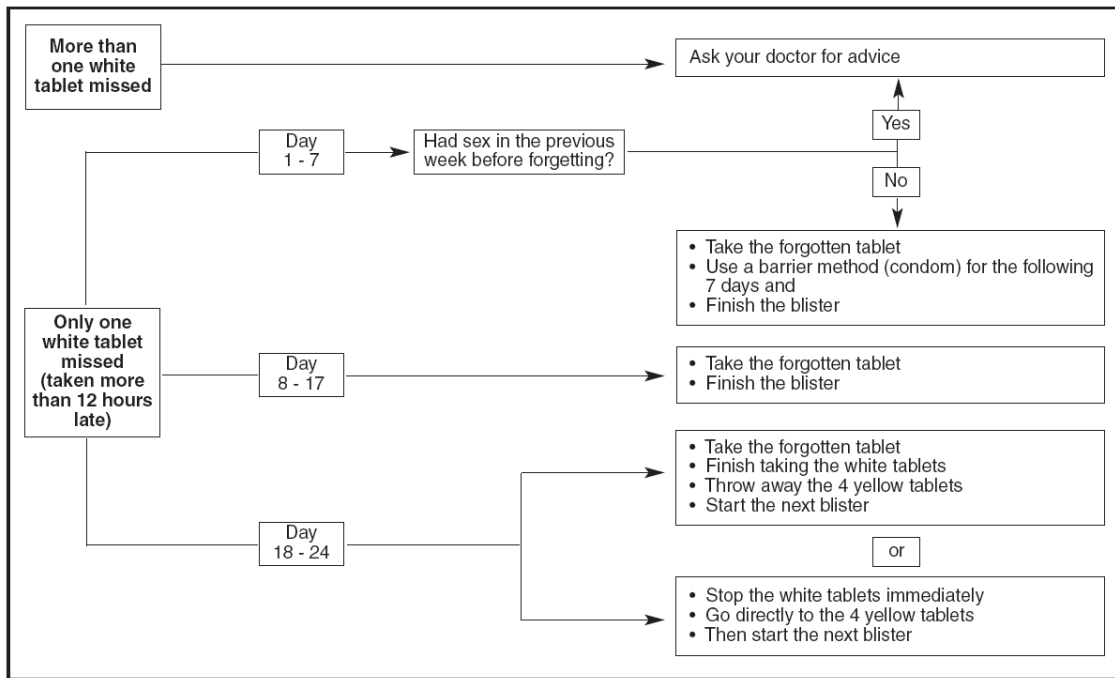 More than
one white
tablet missed
Ask your doctor for advice
Yes
Day
1 - 7
Had sex in the previous
week before forgetting?
No
• Take the forgotten tablet
• Use a barrier method (condom) for the following
7 days and
• Finish the blister
Only one
white tablet
missed
(taken more
than 12 hours
late)
Day
8 - 17
• Take the forgotten tablet
• Finish the blister
Day
18 - 24
• Take the forgotten tablet
• Finish taking the white tablets
• Throw away the 4 yellow tablets
• Start the next blister
or
• Stop the white tablets immediately
• Go directly to the 4 yellow tablets
• Then start the next blister